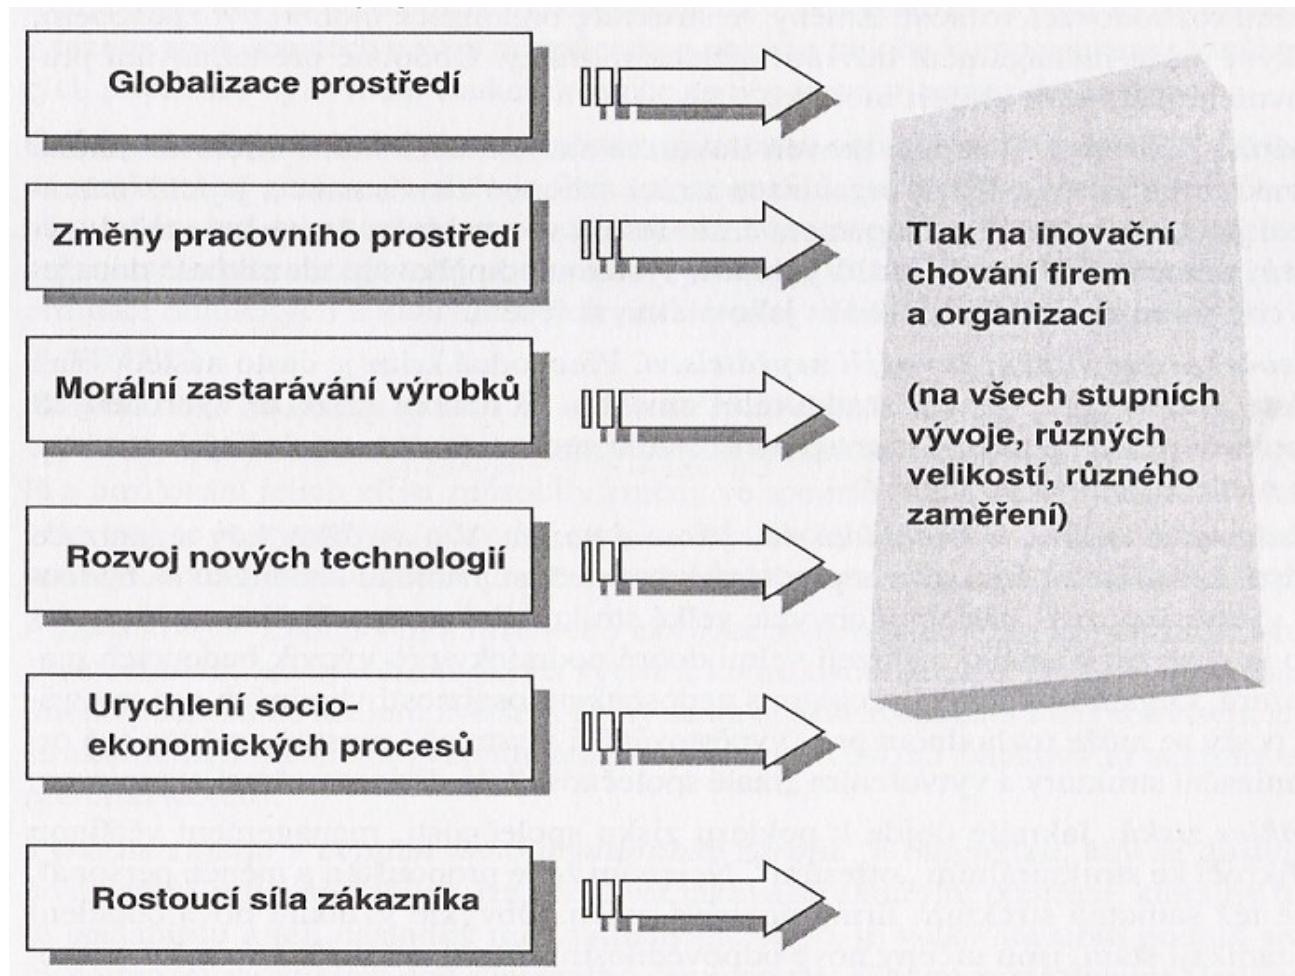 Globalizace prostředí
Změny pracovního prostředí
Morální zastarávání výrobků
Rozvoj nových technologií
Urychlení socio-
ekonomických procesů
Rostoucí síla zákazníka
Tlak na inovační
chování firem
a organizací
(na všech stupních
vývoje, různých
velikostí, různého
zaměření)